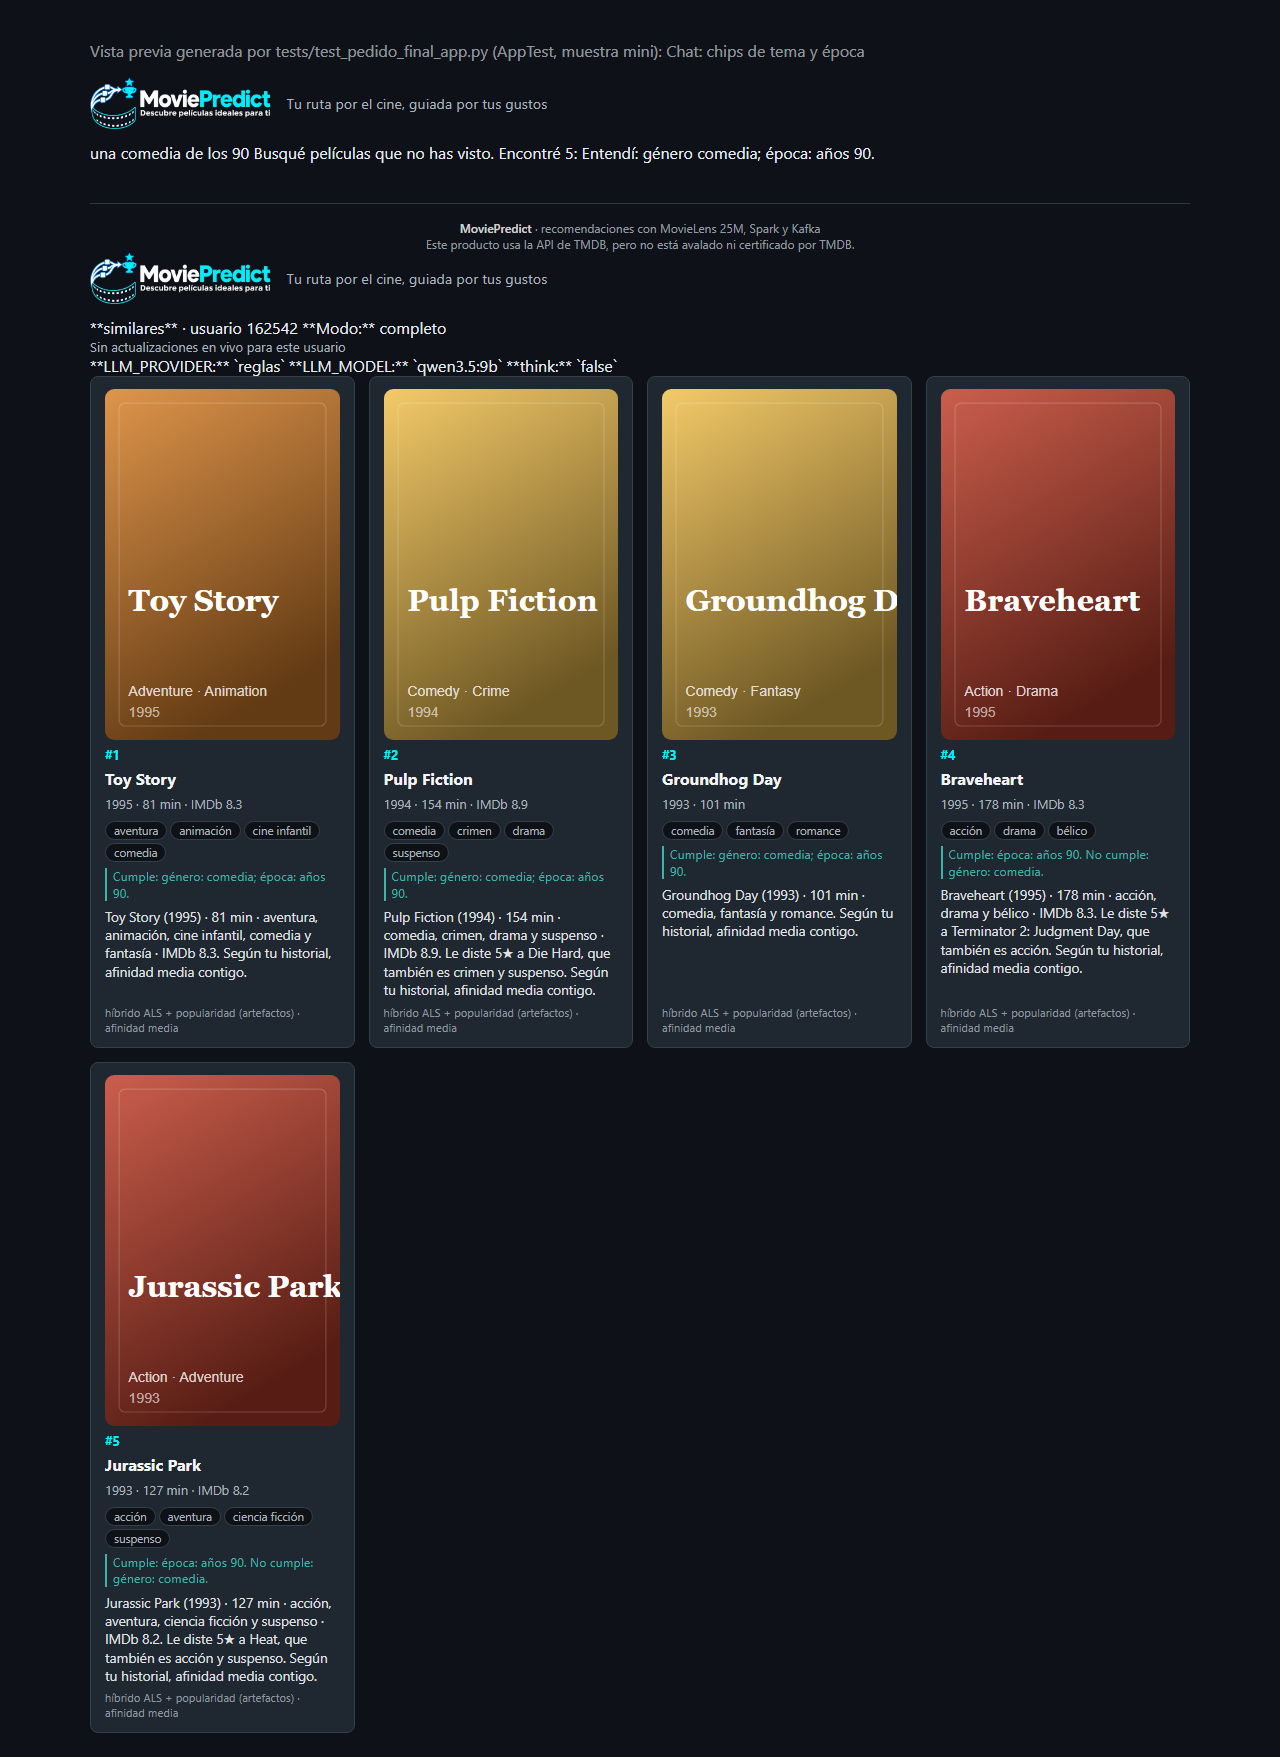 Vista previa generada por tests/test_pedido_final_app.py (AppTest, muestra mini): Chat: chips de tema y época
MoviePredict
Descubre películas ideales para ti
Tu ruta por el cine, guiada por tus gustos
una comedia de los 90 Busqué películas que no has visto. Encontré 5: Entendí: género comedia; época: años 90.
MoviePredict · recomendaciones con MovieLens 25M, Spark y Kafka
Este producto usa la API de TMDB, pero no está avalado ni certificado por TMDB.
MoviePredict
Descubre películas ideales para ti
Tu ruta por el cine, guiada por tus gustos
**similares** · usuario 162542 **Modo:** completo
Sin actualizaciones en vivo para este usuario
**LLM_PROVIDER:** `reglas` **LLM_MODEL:** `qwen3.5:9b` **think:** `false`
Toy Story
Adventure · Animation
1995
#1
Toy Story
1995 · 81 min · IMDb 8.3
aventura animación cine infantil
comedia
Cumple: género: comedia; época: años
90.
Toy Story (1995) · 81 min · aventura,
animación, cine infantil, comedia y
fantasía · IMDb 8.3. Según tu historial,
afinidad media contigo.
híbrido ALS + popularidad (artefactos) ·
afinidad media
Pulp Fiction
Comedy · Crime
1994
#2
Pulp Fiction
1994 · 154 min · IMDb 8.9
comedia crimen drama
suspenso
Cumple: género: comedia; época: años
90.
Pulp Fiction (1994) · 154 min ·
comedia, crimen, drama y suspenso ·
IMDb 8.9. Le diste 5★ a Die Hard, que
también es crimen y suspenso. Según
tu historial, afinidad media contigo.
híbrido ALS + popularidad (artefactos) ·
afinidad media
Groundhog D
Comedy · Fantasy
1993
#3
Groundhog Day
1993 · 101 min
comedia fantasía romance
Cumple: género: comedia; época: años
90.
Groundhog Day (1993) · 101 min ·
comedia, fantasía y romance. Según tu
historial, afinidad media contigo.
híbrido ALS + popularidad (artefactos) ·
afinidad media
Braveheart
Action · Drama
1995
#4
Braveheart
1995 · 178 min · IMDb 8.3
acción drama bélico
Cumple: época: años 90. No cumple:
género: comedia.
Braveheart (1995) · 178 min · acción,
drama y bélico · IMDb 8.3. Le diste 5★
a Terminator 2: Judgment Day, que
también es acción. Según tu historial,
afinidad media contigo.
híbrido ALS + popularidad (artefactos) ·
afinidad media
Jurassic Park
Action · Adventure
1993
#5
Jurassic Park
1993 · 127 min · IMDb 8.2
acción aventura ciencia ficción
suspenso
Cumple: época: años 90. No cumple:
género: comedia.
Jurassic Park (1993) · 127 min · acción,
aventura, ciencia ficción y suspenso ·
IMDb 8.2. Le diste 5★ a Heat, que
también es acción y suspenso. Según
tu historial, afinidad media contigo.
híbrido ALS + popularidad (artefactos) ·
afinidad media